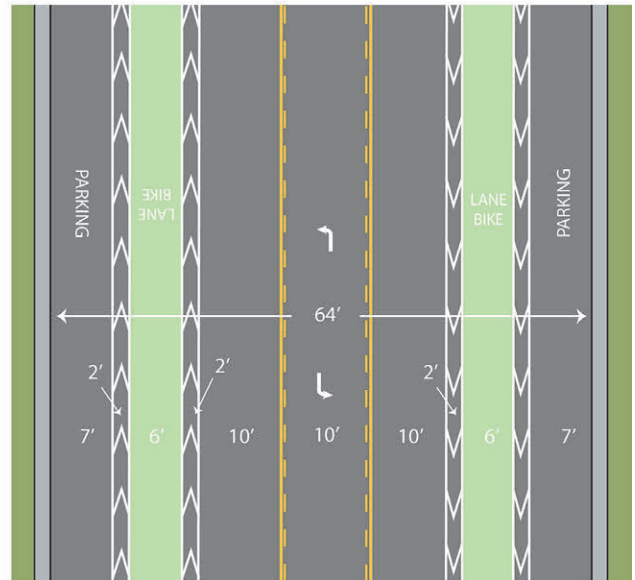 PARKING
LANE
BIKE
LANE
BIKE
PARKING
64’
2’
2’
2’
7’
6’
10’
10’
10’
6’
7’